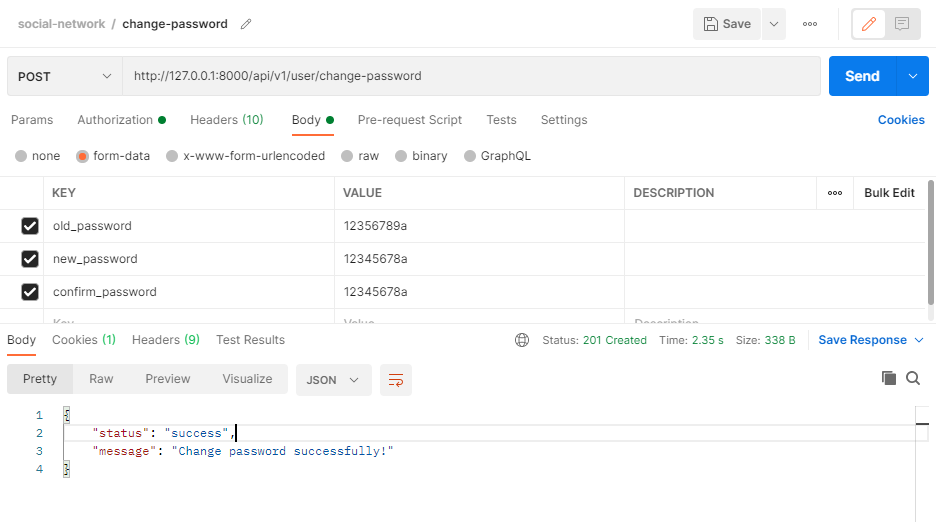 social-network / change-password Save
POST http://127.0.0.1:8000/api/v1/user/change-password Send
Params Authorization Headers (10) Body Pre-request Script Tests Settings Cookies
none form-data x-www-form-urlencoded raw binary GraphQL
KEY VALUE DESCRIPTION Bulk Edit
old_password 12356789a
new_password 12345678a
confirm_password 12345678a
Key Value Description
Body Cookies (1) Headers (9) Test Results Status: 201 Created Time: 2.35 s Size: 338 B Save Response
Pretty Raw Preview Visualize JSON
1 {
2 "status": "success",
3 "message": "Change password successfully!"
4 }